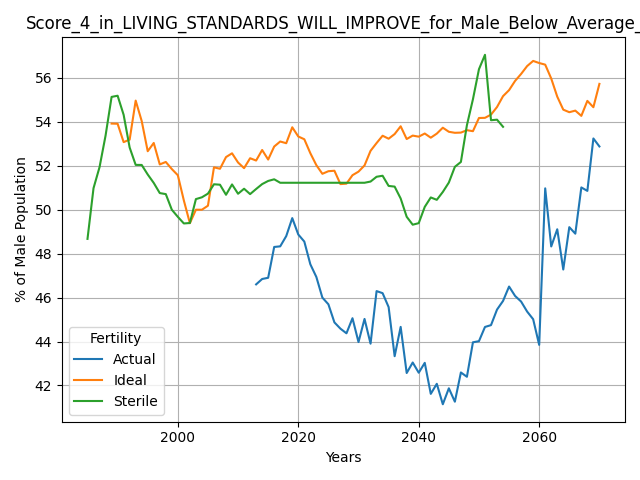 Score_4_in_LIVING_STANDARDS_WILL_IMPROVE_for_Male_Below_Average_
% of Male Population
56
54
52
50
48
46
44
42
Fertility
Actual
Ideal
Sterile
2000 2020 2040 2060
Years